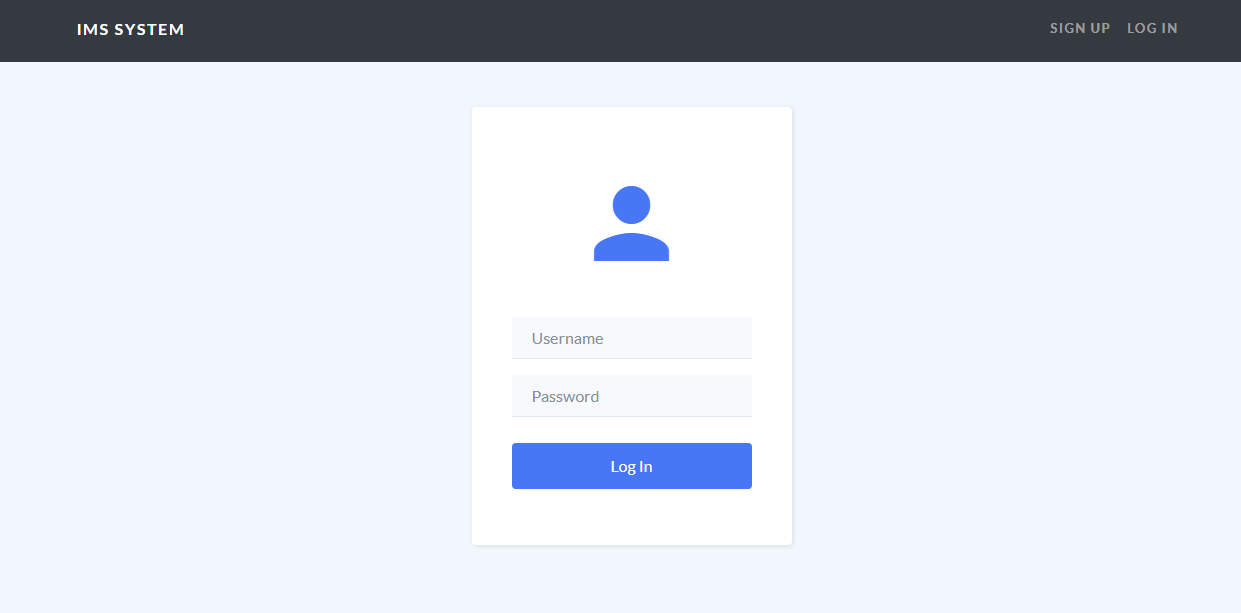 IMS SYSTEM
SIGN UP LOG IN
Username
Password
Log In